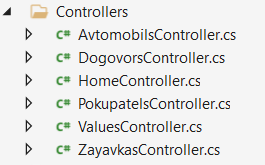 Controllers
C# AvtomobilsController.cs
C# DogovorsController.cs
C# HomeController.cs
C# PokupatelsController.cs
C# ValuesController.cs
C# ZayavkasController.cs